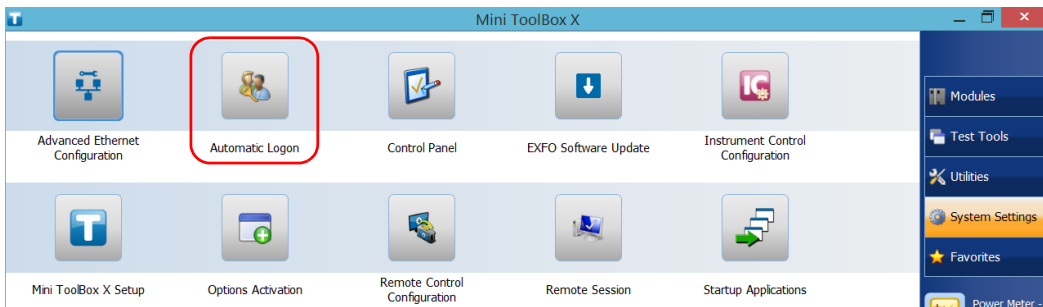 Mini ToolBox X
Advanced Ethernet
Configuration
Automatic Logon
Control Panel
EXFO Software Update
Instrument Control
Configuration
Mini ToolBox X Setup
Options Activation
Remote Control
Configuration
Remote Session
Startup Applications
Modules
Test Tools
Utilities
System Settings
Favorites
Power Meter -